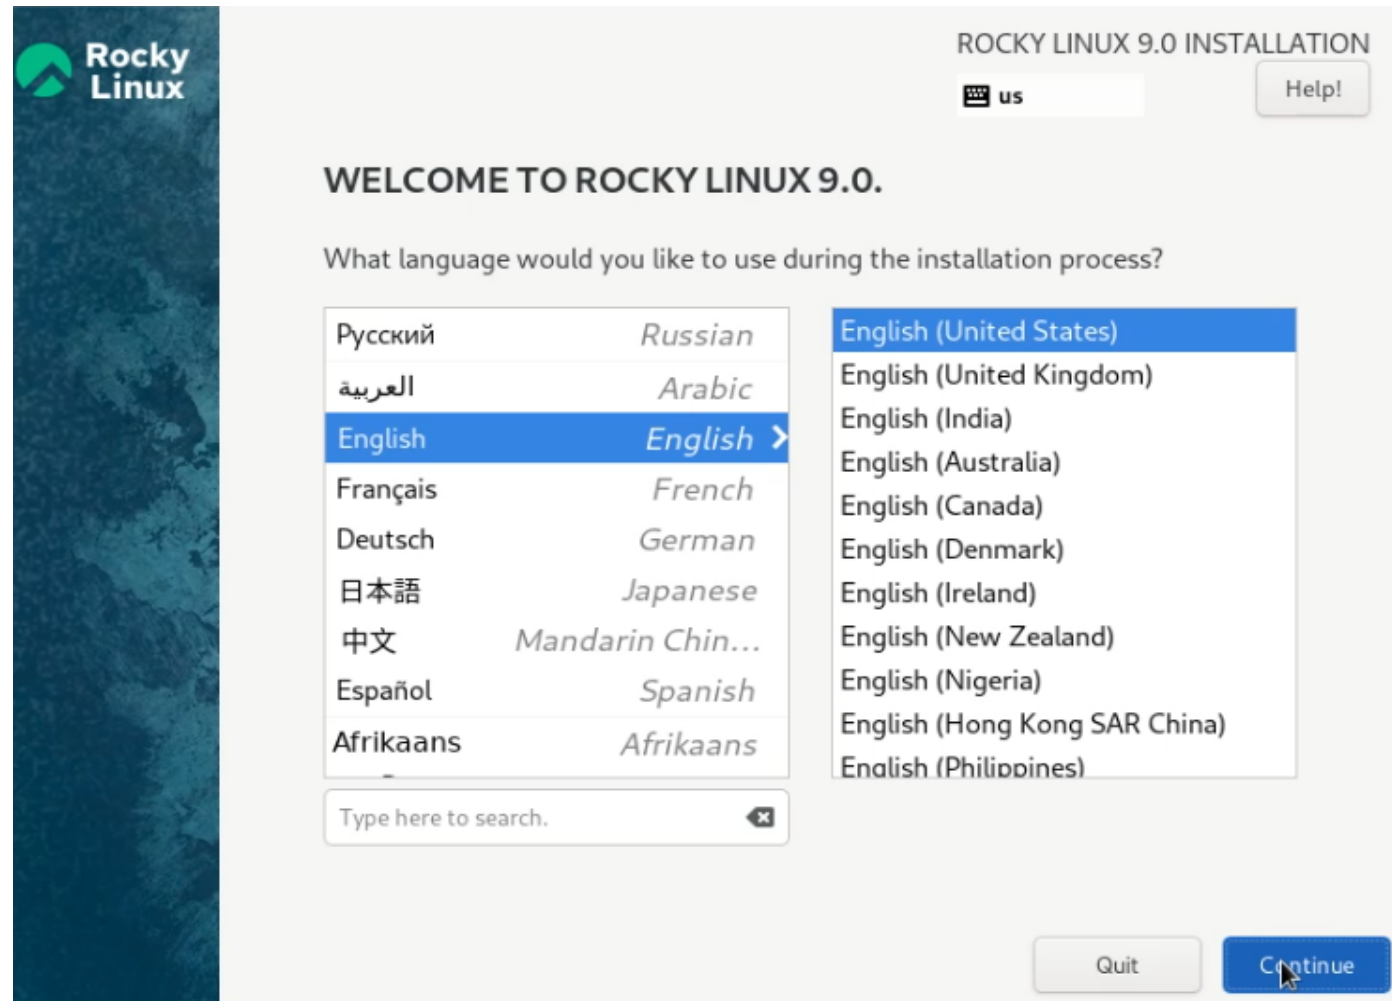 Rocky
Linux
ROCKY LINUX 9.0 INSTALLATION
us
Help!
WELCOME TO ROCKY LINUX 9.0.
What language would you like to use during the installation process?
Русский Russian
العربية Arabic
English English
Français French
Deutsch German
日本語 Japanese
中文 Mandarin Chin...
Español Spanish
Afrikaans Afrikaans
English (United States)
English (United Kingdom)
English (India)
English (Australia)
English (Canada)
English (Denmark)
English (Ireland)
English (New Zealand)
English (Nigeria)
English (Hong Kong SAR China)
English (Philippines)
Type here to search.
Quit
Continue